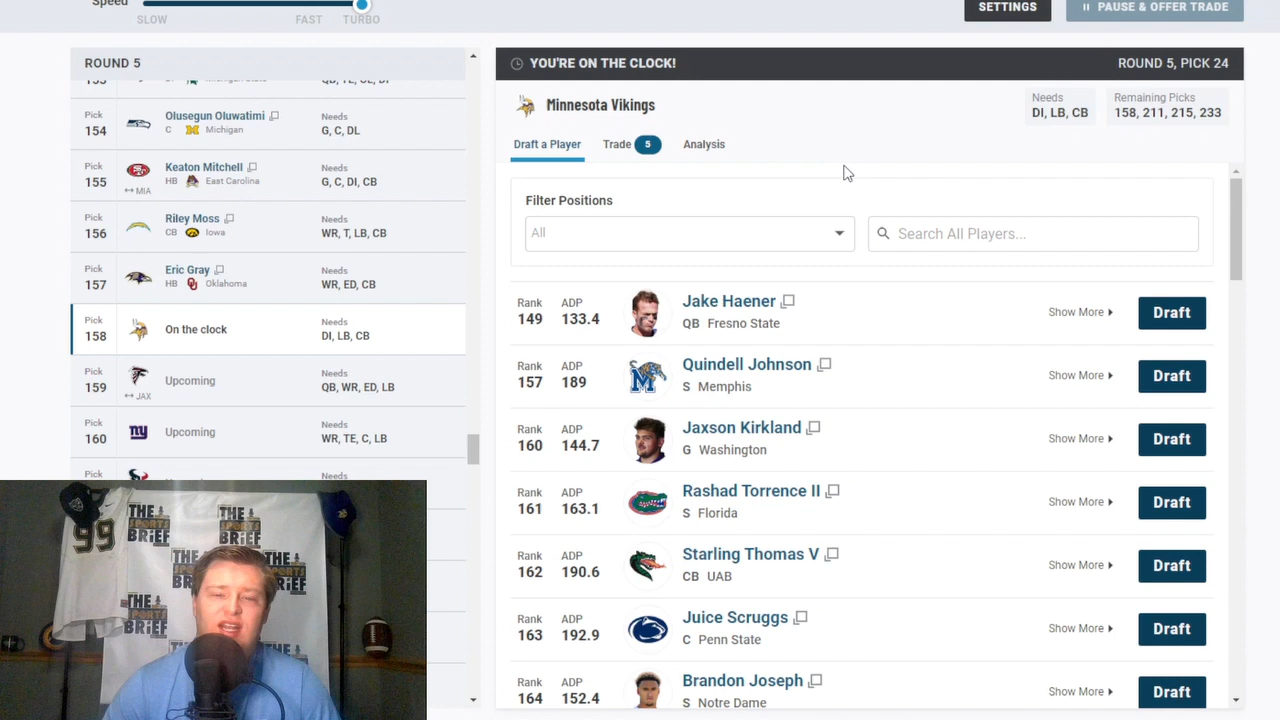 Speed
SLOW FAST TURBO
SETTINGS
PAUSE & OFFER TRADE
ROUND 5
Pick
154
Olusegun Oluwatimi
C Michigan
Needs
G, C, DL
Pick
155
↔ MIA
Keaton Mitchell
HB East Carolina
Needs
G, C, DI, CB
Pick
156
Riley Moss
CB Iowa
Needs
WR, T, LB, CB
Pick
157
Eric Gray
HB Oklahoma
Needs
WR, ED, CB
Pick
158
On the clock
Needs
DI, LB, CB
Pick
159
↔ JAX
Upcoming
Needs
QB, WR, ED, LB
Pick
160
Upcoming
Needs
WR, TE, C, LB
Pick
Needs
YOU'RE ON THE CLOCK!
ROUND 5, PICK 24
Minnesota Vikings
Needs
DI, LB, CB
Remaining Picks
158, 211, 215, 233
Draft a Player
Trade 5
Analysis
Filter Positions
All
Search All Players...
Rank ADP
149 133.4
Jake Haener
QB Fresno State
Show More
Draft
Rank ADP
157 189
Quindell Johnson
S Memphis
Show More
Draft
Rank ADP
160 144.7
Jaxson Kirkland
G Washington
Show More
Draft
Rank ADP
161 163.1
Rashad Torrence II
S Florida
Show More
Draft
Rank ADP
162 190.6
Starling Thomas V
CB UAB
Show More
Draft
Rank ADP
163 192.9
Juice Scruggs
C Penn State
Show More
Draft
Rank ADP
164 152.4
Brandon Joseph
S Notre Dame
Show More
Draft
99
THE
SPORTS
BRIEF
THE
SPORTS
BRIEF
THE
THE
SPORTS
BRIEF
THE
SPORTS
BRIEF